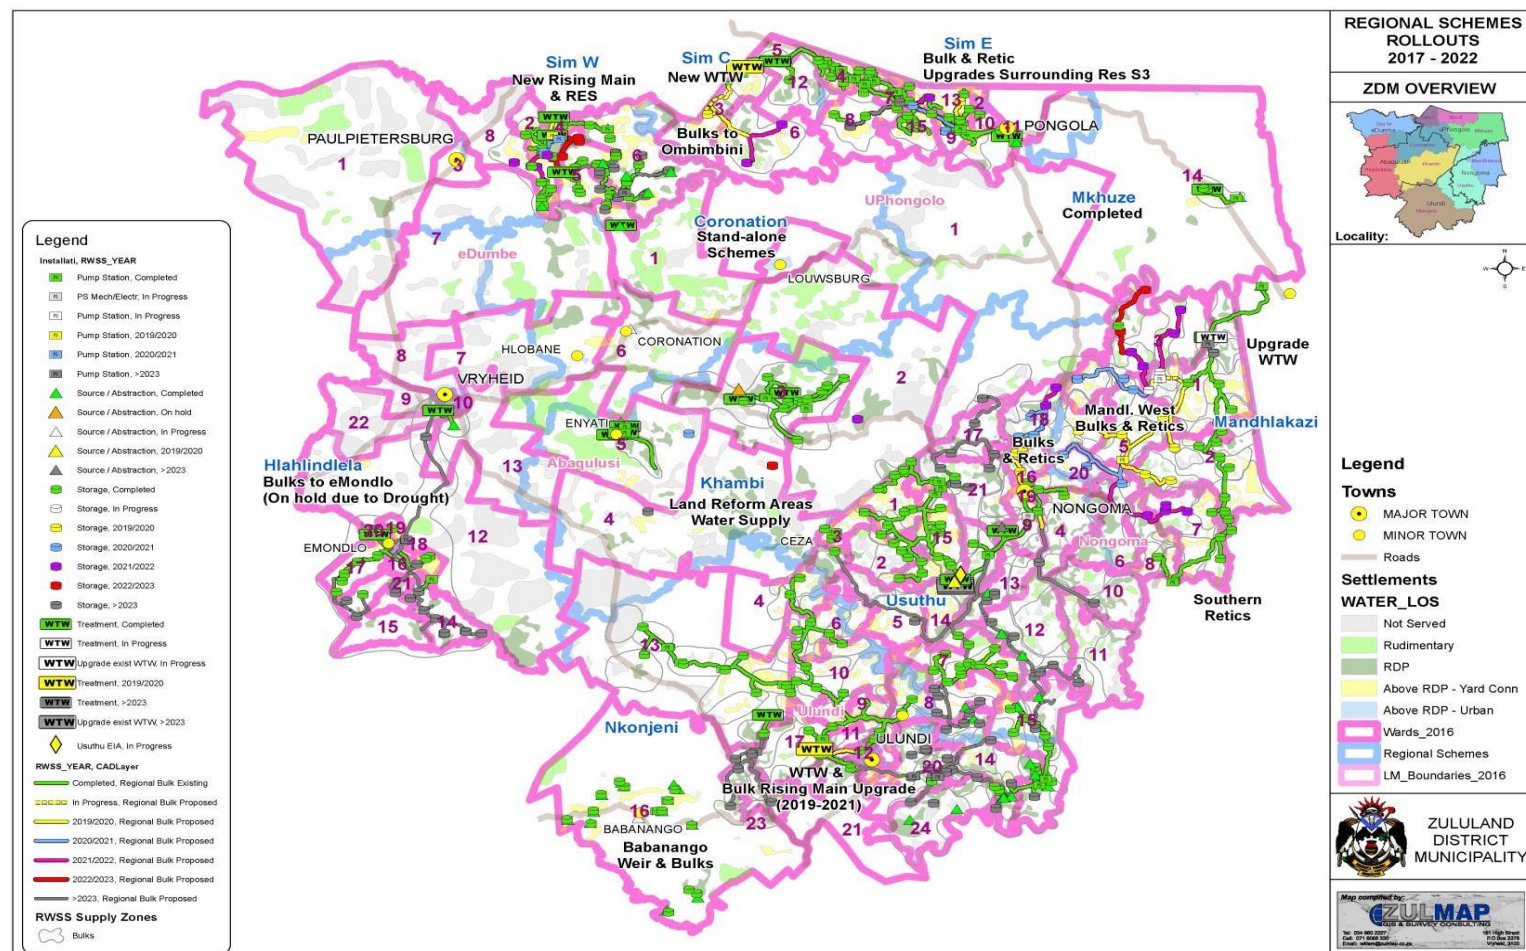 REGIONAL SCHEMES
ROLLOUTS
2017 - 2022
ZDM OVERVIEW
Locality:
N
W
E
S
Legend
Towns
MAJOR TOWN
MINOR TOWN
Roads
Settlements
WATER_LOS
Not Served
Rudimentary
RDP
Above RDP - Yard Conn
Above RDP - Urban
Wards_2016
Regional Schemes
LM_Boundaries_2016
ZULULAND
DISTRICT
MUNICIPALITY
Map compiled by:
ZULMAP
GIS & SURVEY CONSULTING
Legend
Installati, RWSS_YEAR
Pump Station, Completed
PS Mech/Electr, In Progress
Pump Station, In Progress
Pump Station, 2019/2020
Pump Station, 2020/2021
Pump Station, >2023
Source / Abstraction, Completed
Source / Abstraction, On hold
Source / Abstraction, In Progress
Source / Abstraction, 2019/2020
Source / Abstraction, >2023
Storage, Completed
Storage, In Progress
Storage, 2019/2020
Storage, 2020/2021
Storage, 2021/2022
Storage, 2022/2023
Storage, >2023
WTW Treatment, Completed
WTW Treatment, In Progress
WTW Upgrade exist WTW, In Progress
WTW Treatment, 2019/2020
WTW Treatment, >2023
WTW Upgrade exist WTW, >2023
Usuthu EIA, In Progress
RWSS_YEAR, CADLayer
Completed, Regional Bulk Existing
In Progress, Regional Bulk Proposed
2019/2020, Regional Bulk Proposed
2020/2021, Regional Bulk Proposed
2021/2022, Regional Bulk Proposed
2022/2023, Regional Bulk Proposed
>2023, Regional Bulk Proposed
RWSS Supply Zones
Bulks
Sim W
New Rising Main
& RES
Sim C
New WTW
Sim E
Bulk & Retic
Upgrades Surrounding Res S3
Bulks to
Ombimbini
PAULPIETERSBURG
PONGOLA
Mkhuze
Completed
UPhongolo
Coronation
Stand-alone
Schemes
eDumbe
LOUWSBURG
HLOBANE
CORONATION
VRYHEID
Upgrade
WTW
ENYATI
Abaqulusi
Mandl. West
Bulks & Retics
Mandhlakazi
Bulks
& Retics
Hlahlindlela
Bulks to eMondlo
(On hold due to Drought)
Khambi
Land Reform Areas
Water Supply
NONGOMA
Nongoma
CEZA
EMONDLO
Usuthu
Southern
Retics
Nkonjeni
Ulundi
ULUNDI
WTW &
Bulk Rising Main Upgrade
(2019-2021)
BABANANGO
Babanango
Weir & Bulks